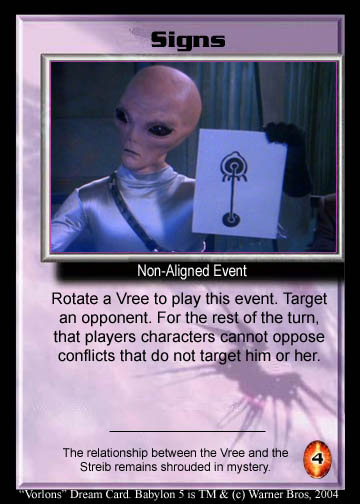 Signs
Non-Aligned Event
Rotate a Vree to play this event. Target
an opponent. For the rest of the turn,
that players characters cannot oppose
conflicts that do not target him or her.
The relationship between the Vree and the
Streib remains shrouded in mystery.
4
"Vorlons" Dream Card. Babylon 5 is TM & (c) Warner Bros, 2004